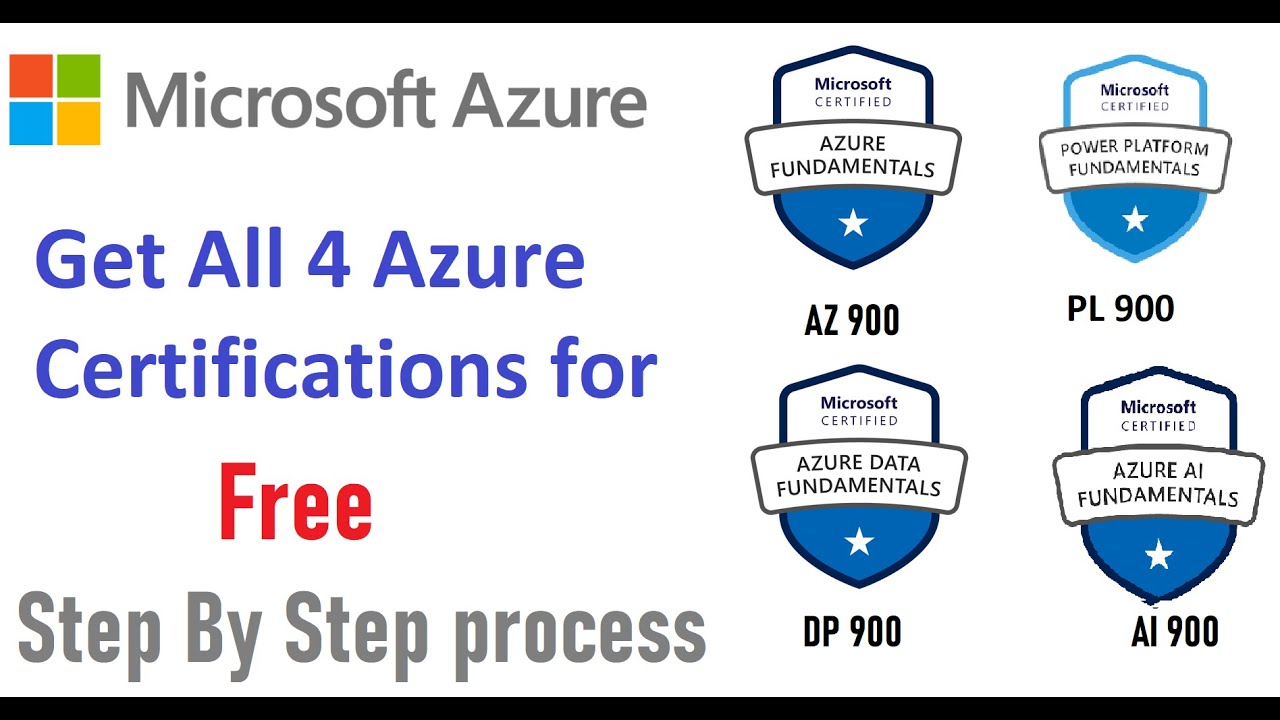 Microsoft Azure
Get All 4 Azure
Certifications for
Free
Step By Step process
Microsoft
CERTIFIED
AZURE
FUNDAMENTALS
AZ 900
Microsoft
CERTIFIED
POWER PLATFORM
FUNDAMENTALS
PL 900
Microsoft
CERTIFIED
AZURE DATA
FUNDAMENTALS
DP 900
Microsoft
CERTIFIED
AZURE AI
FUNDAMENTALS
AI 900